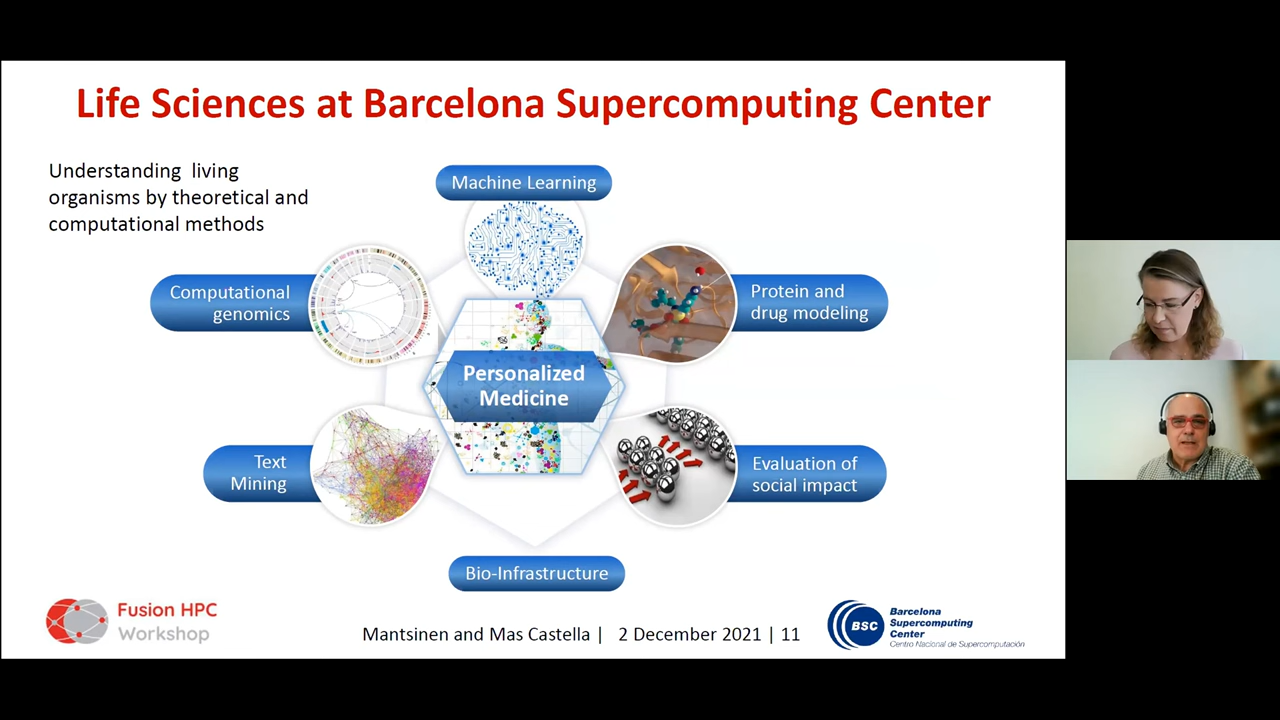 Life Sciences at Barcelona Supercomputing Center
Understanding living
organisms by theoretical and
computational methods
Machine Learning
Computational
genomics
Protein and
drug modeling
Personalized
Medicine
Text
Mining
Evaluation of
social impact
Bio-Infrastructure
Fusion HPC
Workshop
Mantsinen and Mas Castella | 2 December 2021 | 11
BSC
Barcelona
Supercomputing
Center
Centro Nacional de Supercomputación